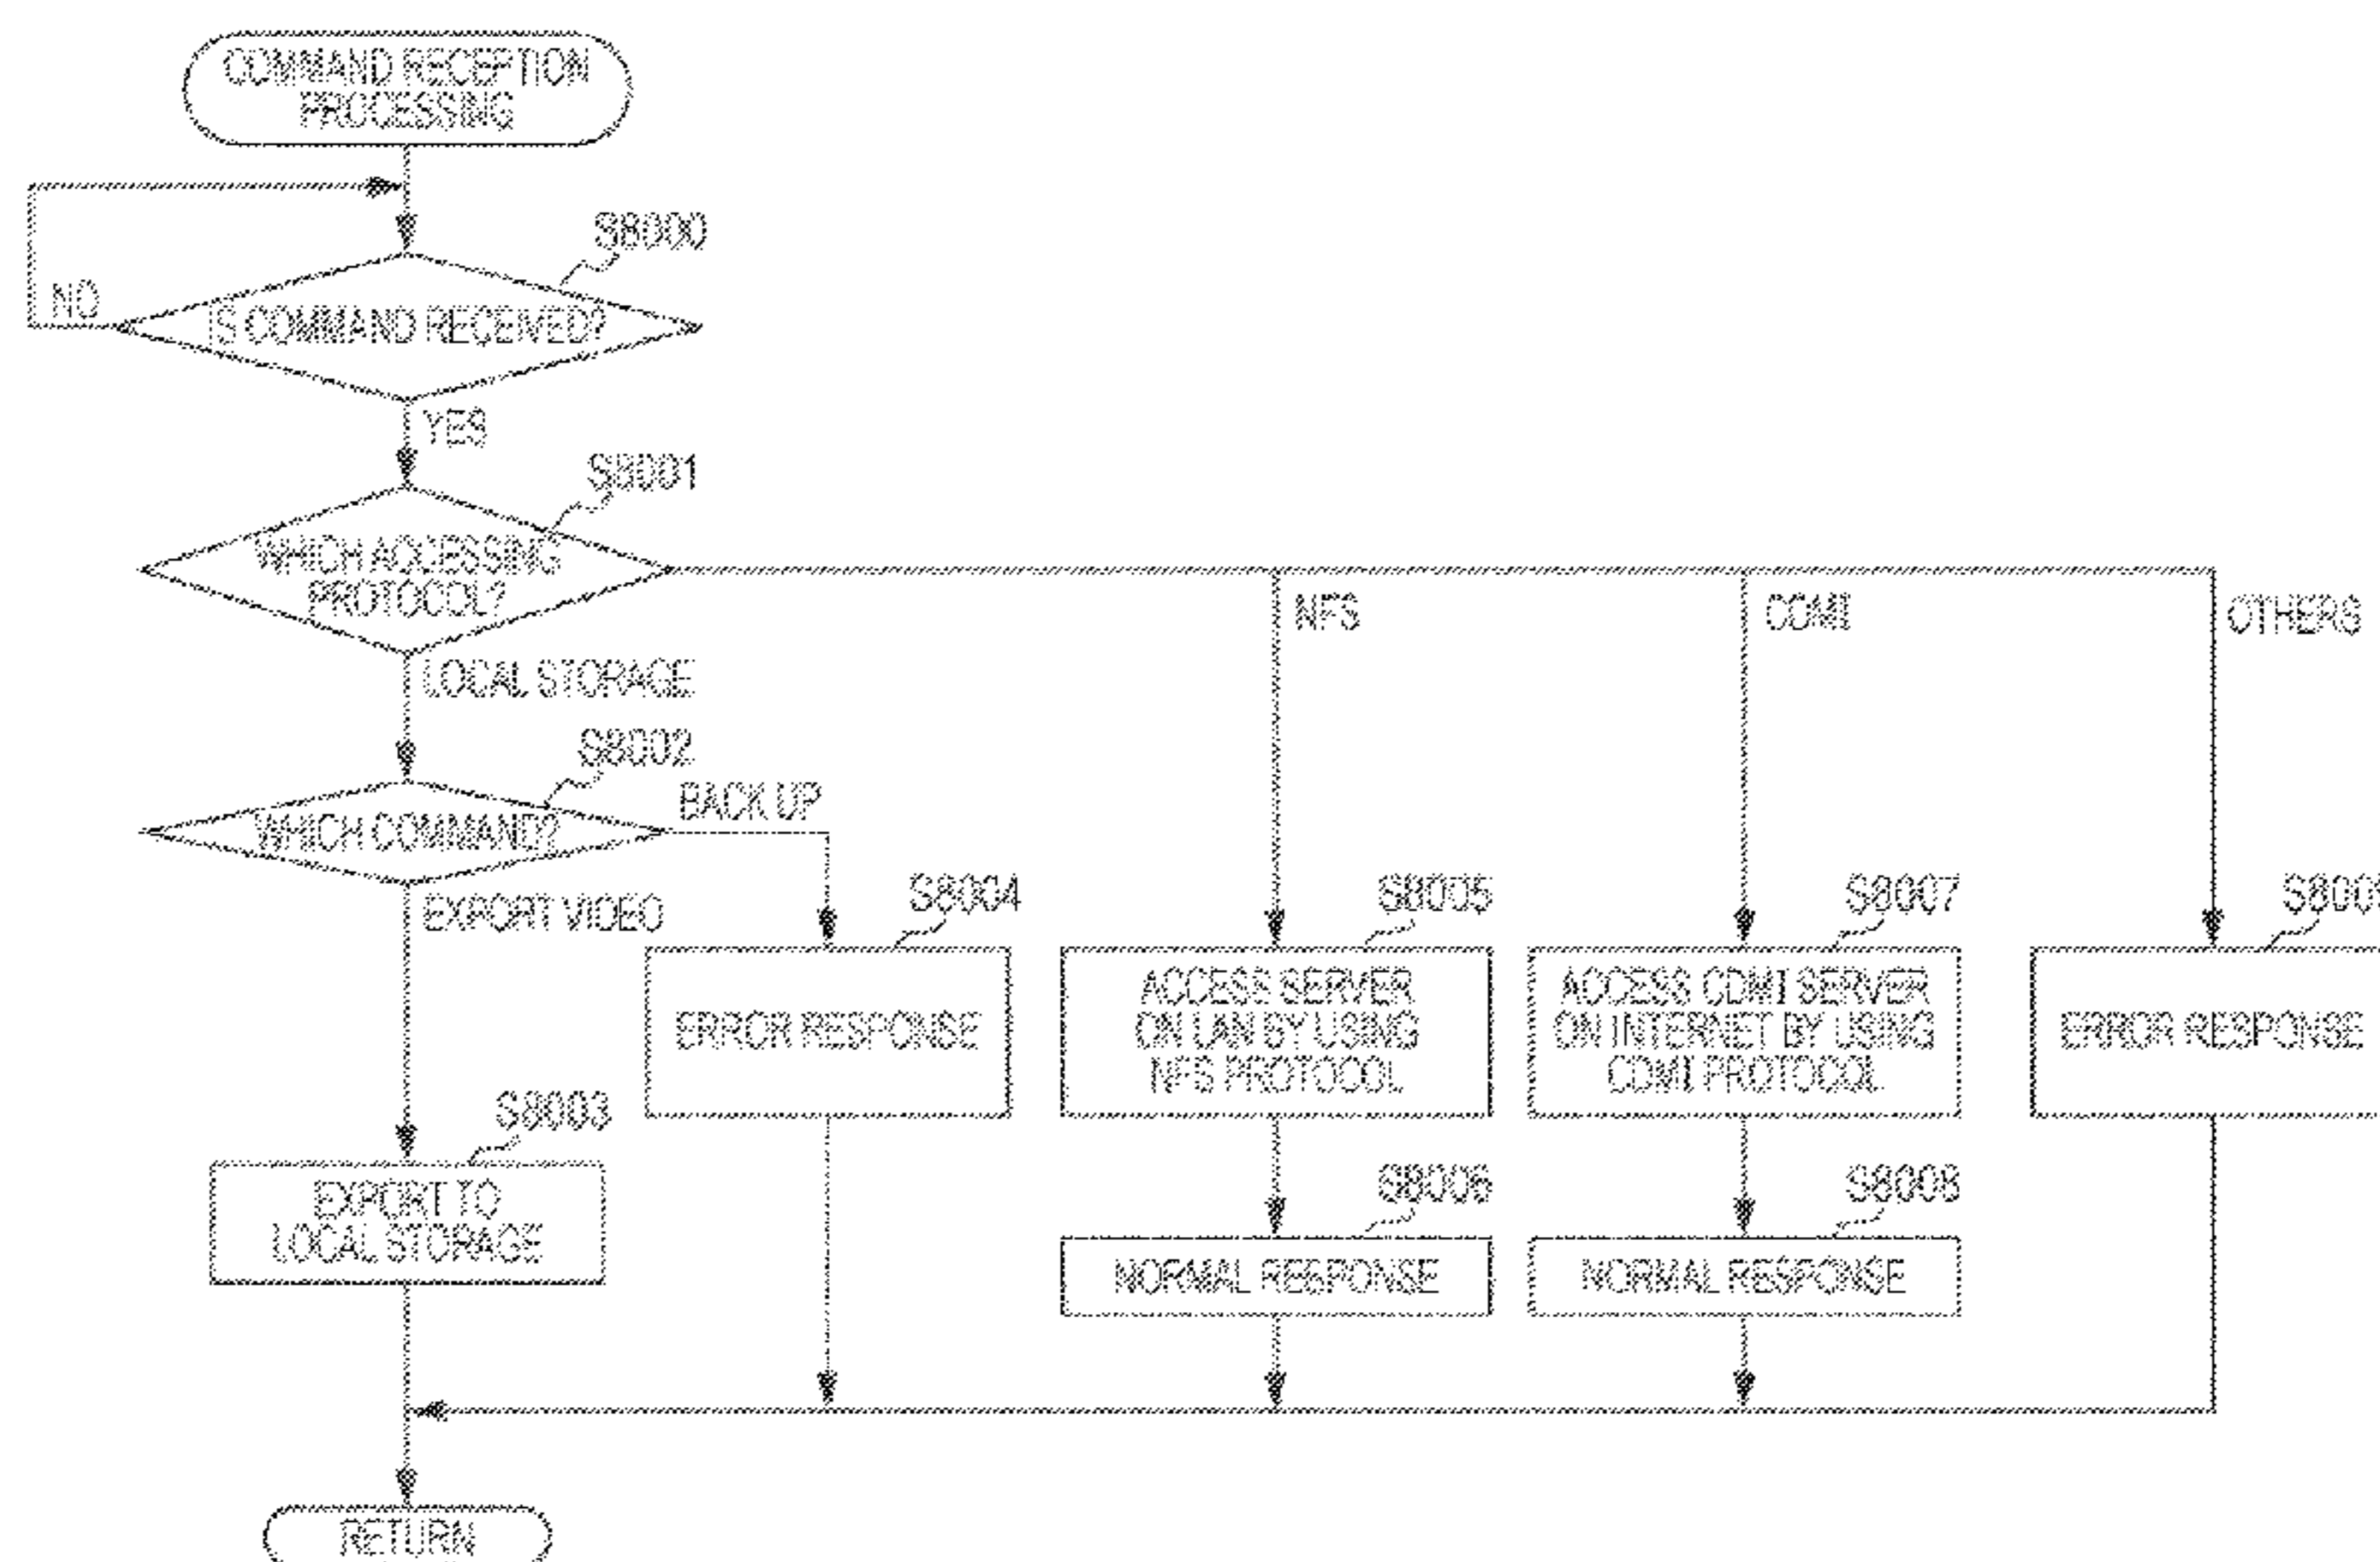 COMMAND RECEPTION
PROCESSING
S8000
NO
IS COMMAND RECEIVED?
YES
S8001
WHICH ACCESSING
PROTOCOL?
NFS
CDMI
OTHERS
LOCAL STORAGE
S8002
BACK UP
WHICH COMMAND?
EXPORT VIDEO
S8004
S8005
S8007
S8009
ERROR RESPONSE
ACCESS SERVER
ON LAN BY USING
NFS PROTOCOL
ACCESS CDMI SERVER
ON INTERNET BY USING
CDMI PROTOCOL
ERROR RESPONSE
S8003
EXPORT TO
LOCAL STORAGE
S8006
NORMAL RESPONSE
S8008
NORMAL RESPONSE
RETURN